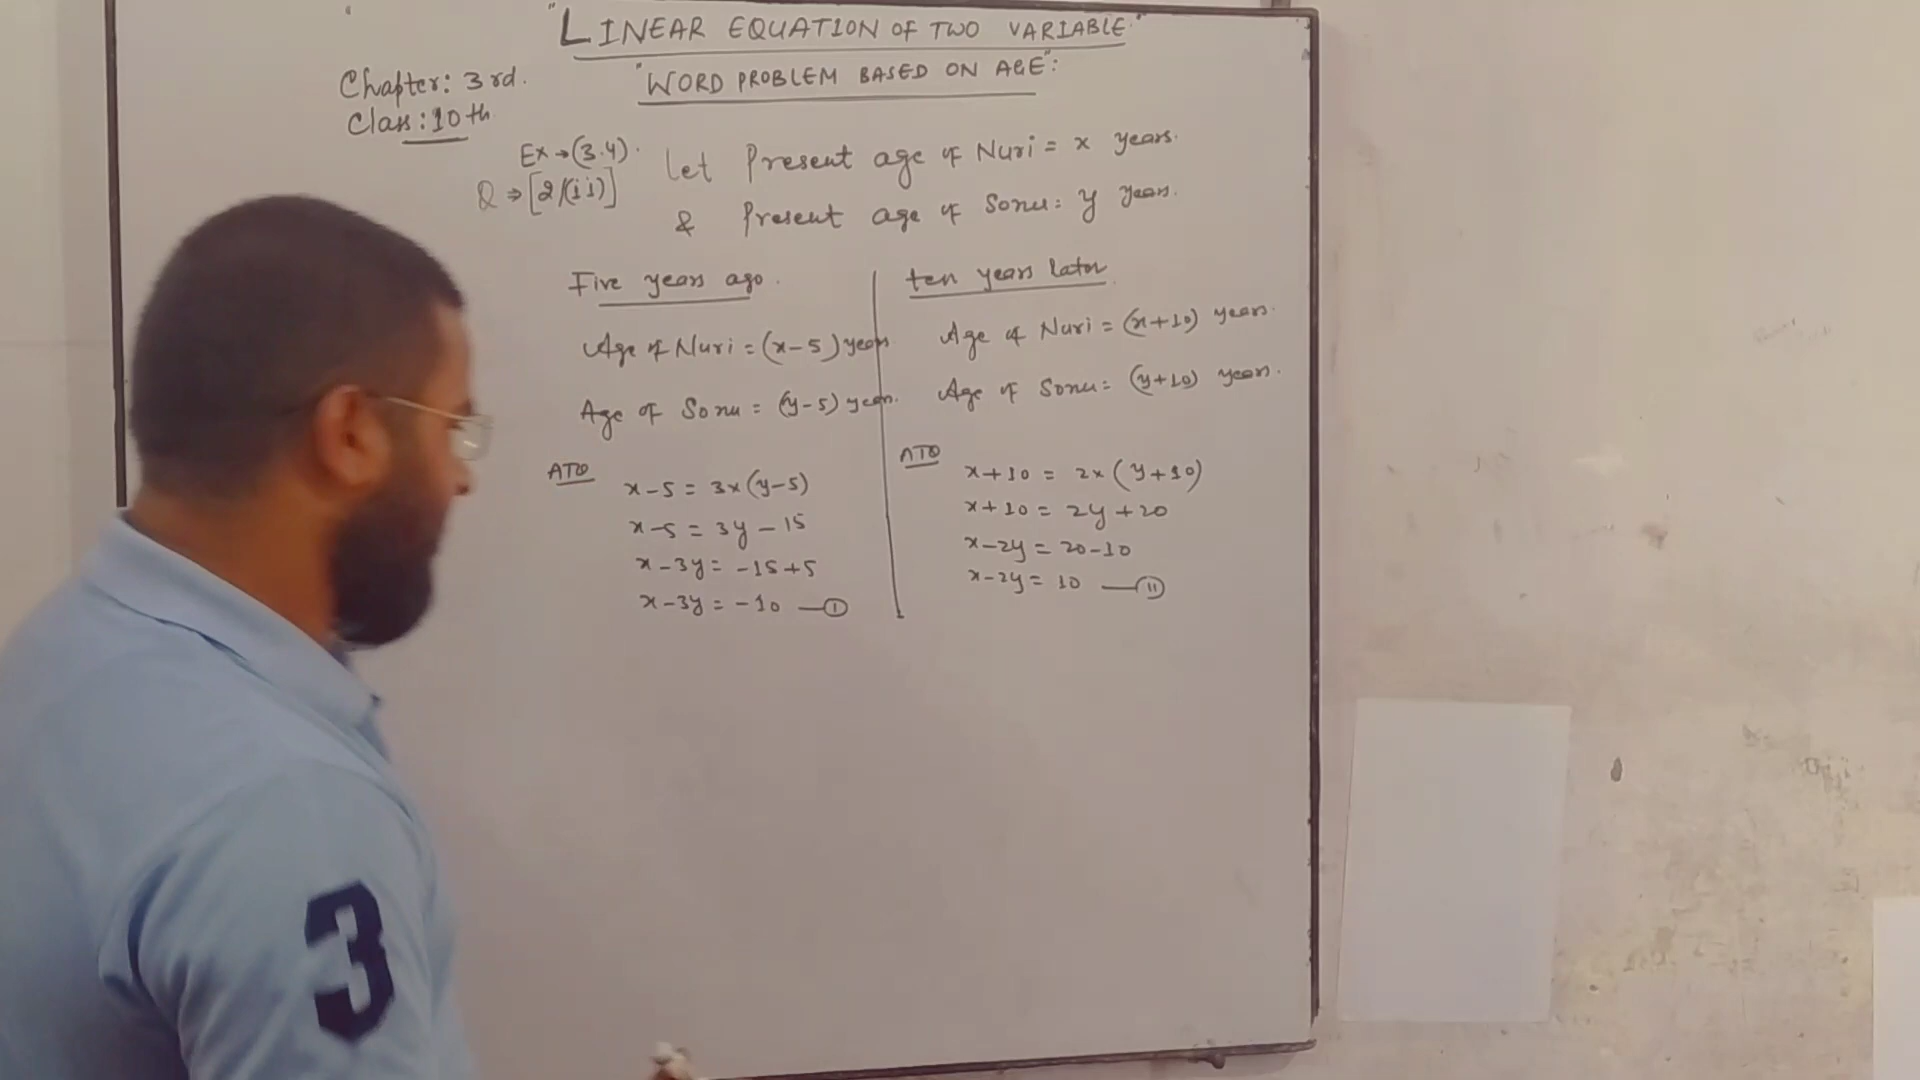 "LINEAR EQUATION OF TWO VARIABLE"
"WORD PROBLEM BASED ON AGE":
Chapter: 3rd.
Class: 10th
Ex → (3.4).
Q ⇒ [2/(ii)]
Let Present age of Nuri = x years.
& Present age of Sonu = y years.
Five years ago.
Age of Nuri = (x-5) years
Age of Sonu = (y-5) years.
ATQ
x-5 = 3×(y-5)
x-5 = 3y-15
x-3y = -15+5
x-3y = -10 —(I)
ten years later
Age of Nuri = (x+10) years.
Age of Sonu = (y+10) years.
ATQ
x+10 = 2×(y+10)
x+10 = 2y+20
x-2y = 20-10
x-2y = 10 —(II)
3